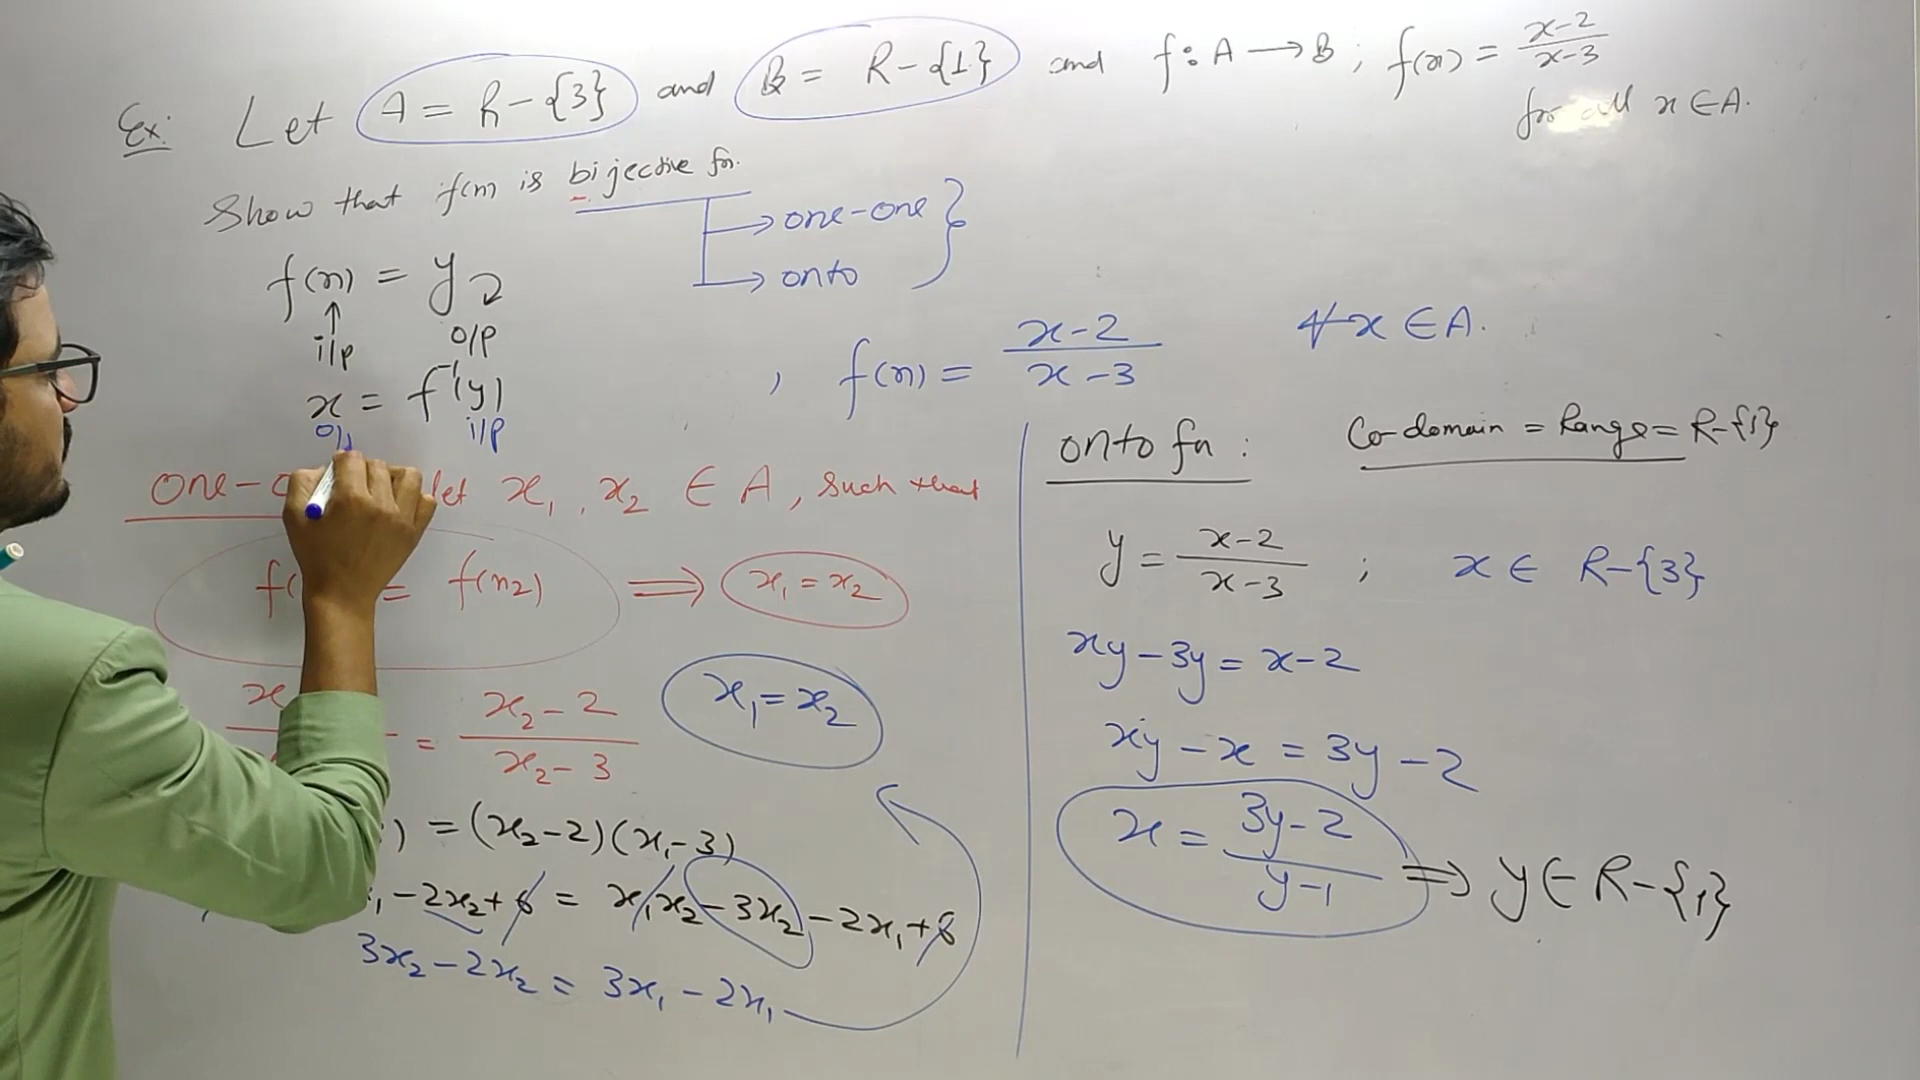 Ex: Let A = R-{3} and B = R-{1} and f: A → B ; f(x) = x-2/x-3
for all x ∈ A.
Show that f(x) is bijective fn.
→ one-one
→ onto
f(x) = y
i/p o/p
x = f⁻¹(y)
i/p
, f(x) = x-2/x-3 ∀ x ∈ A.
let x₁, x₂ ∈ A, such that
= f(x₂) ⟹ x₁ = x₂
= x₂-2/x₂-3
x₁ = x₂
) = (x₂-2)(x₁-3)
-2x₂+6 = x₁x₂-3x₂-2x₁+6
3x₂-2x₂ = 3x₁-2x₁
onto fn: Co-domain = Range = R-{1}
y = x-2/x-3 ; x ∈ R-{3}
xy-3y = x-2
xy-x = 3y-2
x = 3y-2/y-1 ⟹ y ∈ R-{1}